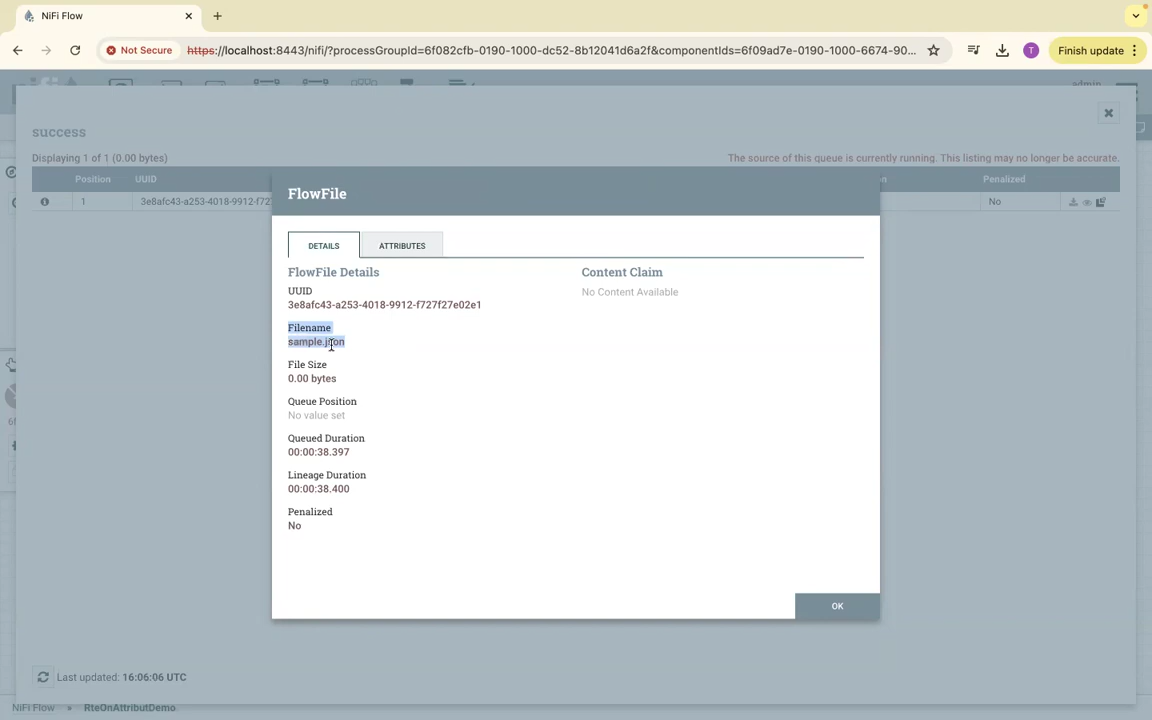 NiFi Flow
Not Secure
https://localhost:8443/nifi/?processGroupId=6f082cfb-0190-1000-dc52-8b12041d6a2f&componentIds=6f09ad7e-0190-1000-6674-90...
T
Finish update
admin
success
Displaying 1 of 1 (0.00 bytes)
The source of this queue is currently running. This listing may no longer be accurate.
Position UUID Penalized
1 3e8afc43-a253-4018-9912-f72 No
FlowFile
DETAILS ATTRIBUTES
FlowFile Details
Content Claim
UUID
No Content Available
3e8afc43-a253-4018-9912-f727f27e02e1
Filename
sample.json
File Size
0.00 bytes
Queue Position
No value set
Queued Duration
00:00:38.397
Lineage Duration
00:00:38.400
Penalized
No
OK
Last updated: 16:06:06 UTC
NiFi Flow » RteOnAttributDemo